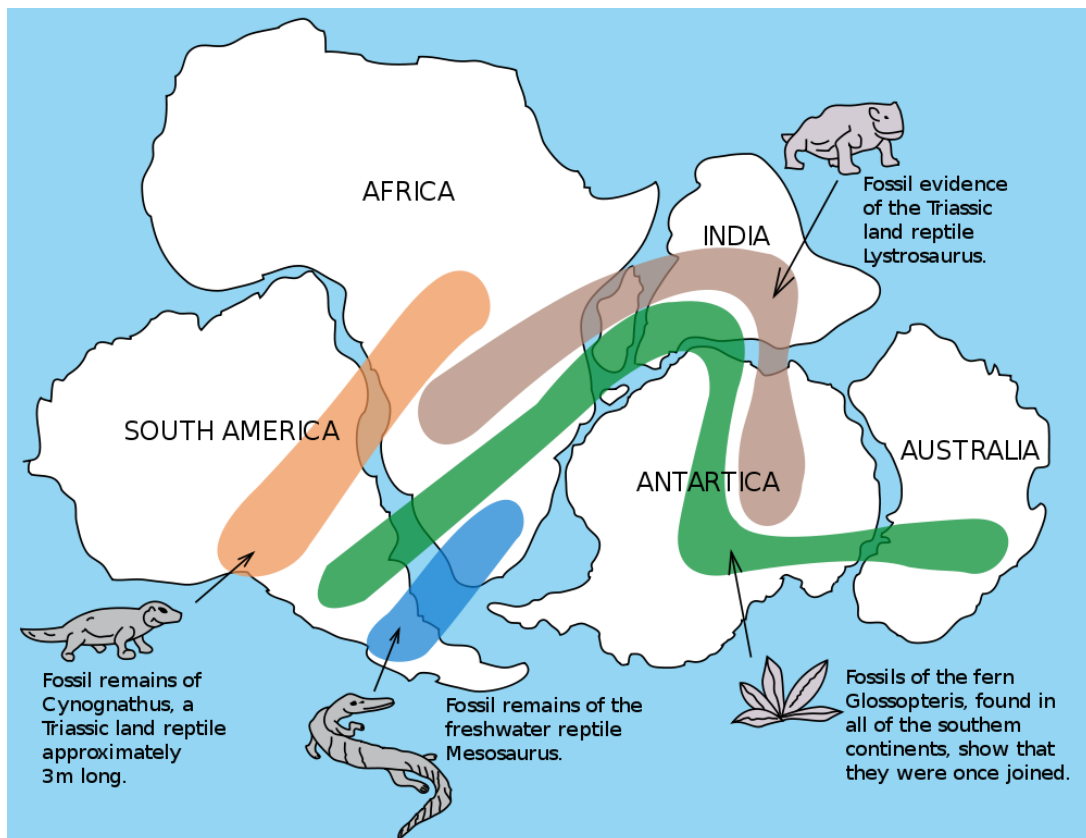 AFRICA
INDIA
Fossil evidence
of the Triassic
land reptile
Lystrosaurus.
SOUTH AMERICA
ANTARTICA
AUSTRALIA
Fossil remains of
Cynognathus, a
Triassic land reptile
approximately
3m long.
Fossil remains of the
freshwater reptile
Mesosaurus.
Fossils of the fern
Glossopteris, found in
all of the southem
continents, show that
they were once joined.